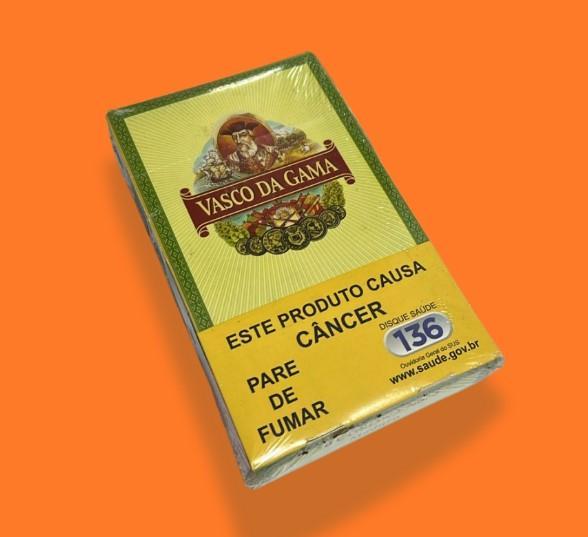 VASCO DA GAMA
ESTE PRODUTO CAUSA
CÂNCER
DISQUE SAÚDE
136
Ouvidoria Geral do SUS
www.saude.gov.br
PARE
DE
FUMAR